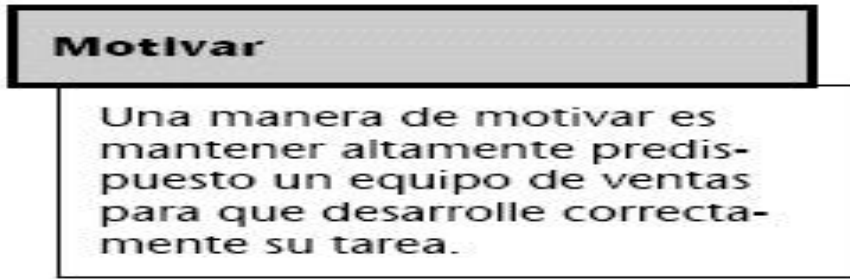 Motivar
Una manera de motivar es
mantener altamente predis-
puesto un equipo de ventas
para que desarrolle correcta-
mente su tarea.